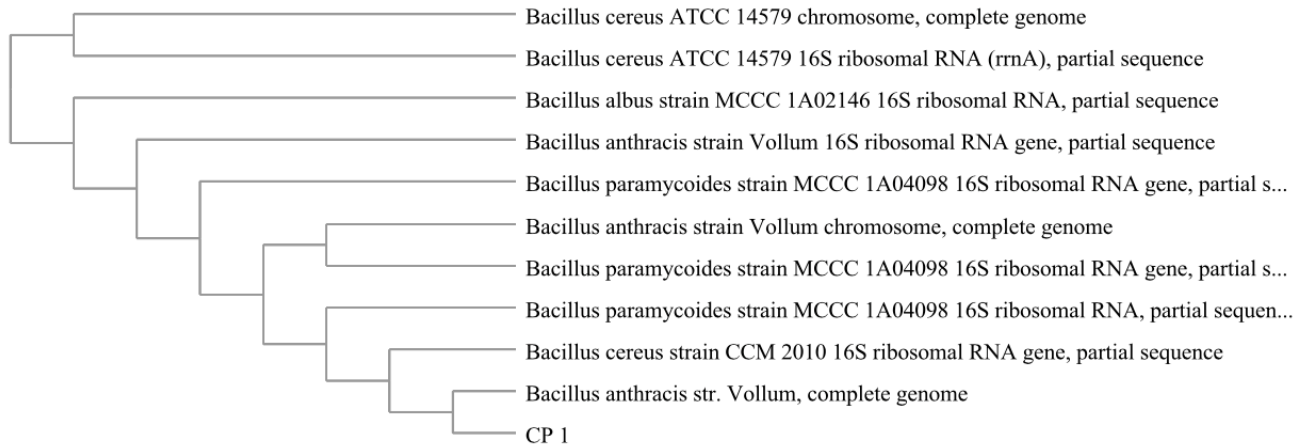 Bacillus cereus ATCC 14579 chromosome, complete genome
Bacillus cereus ATCC 14579 16S ribosomal RNA (rrnA), partial sequence
Bacillus albus strain MCCC 1A02146 16S ribosomal RNA, partial sequence
Bacillus anthracis strain Vollum 16S ribosomal RNA gene, partial sequence
Bacillus paramycoides strain MCCC 1A04098 16S ribosomal RNA gene, partial s...
Bacillus anthracis strain Vollum chromosome, complete genome
Bacillus paramycoides strain MCCC 1A04098 16S ribosomal RNA gene, partial s...
Bacillus paramycoides strain MCCC 1A04098 16S ribosomal RNA, partial sequen...
Bacillus cereus strain CCM 2010 16S ribosomal RNA gene, partial sequence
Bacillus anthracis str. Vollum, complete genome
CP 1